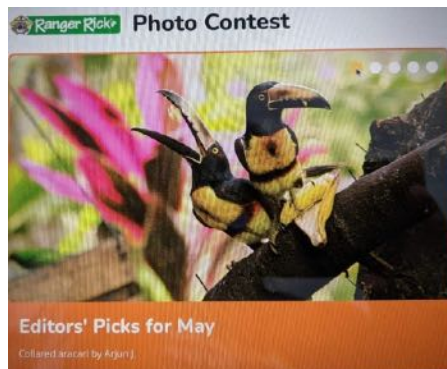 Ranger Rick Photo Contest
Editors' Picks for May
Collared aracari by Arjun J.